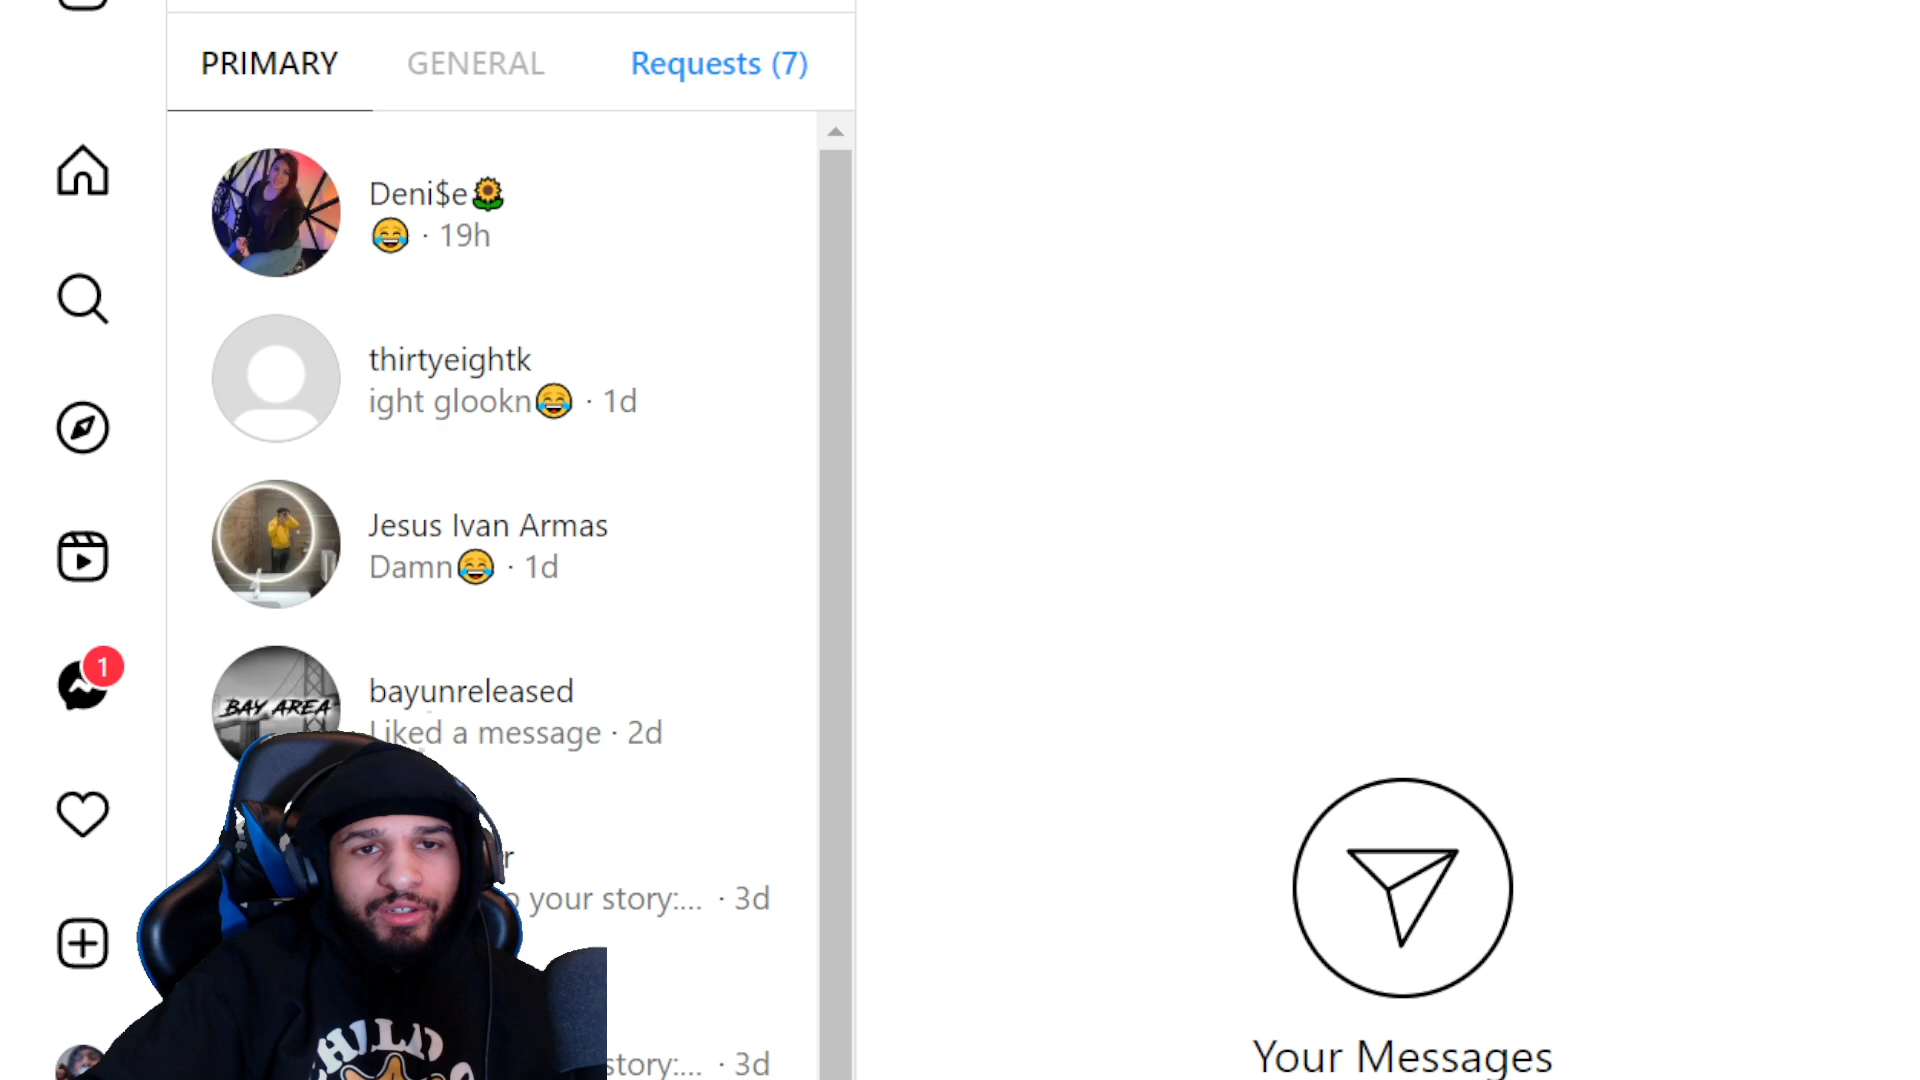 PRIMARY GENERAL Requests (7)
Deni$e🌻
😂 · 19h
thirtyeightk
ight glookn😂 · 1d
Jesus Ivan Armas
Damn😂 · 1d
BAY AREA
bayunreleased
Liked a message · 2d
1
r
o your story:... · 3d
story:... · 3d
Your Messages